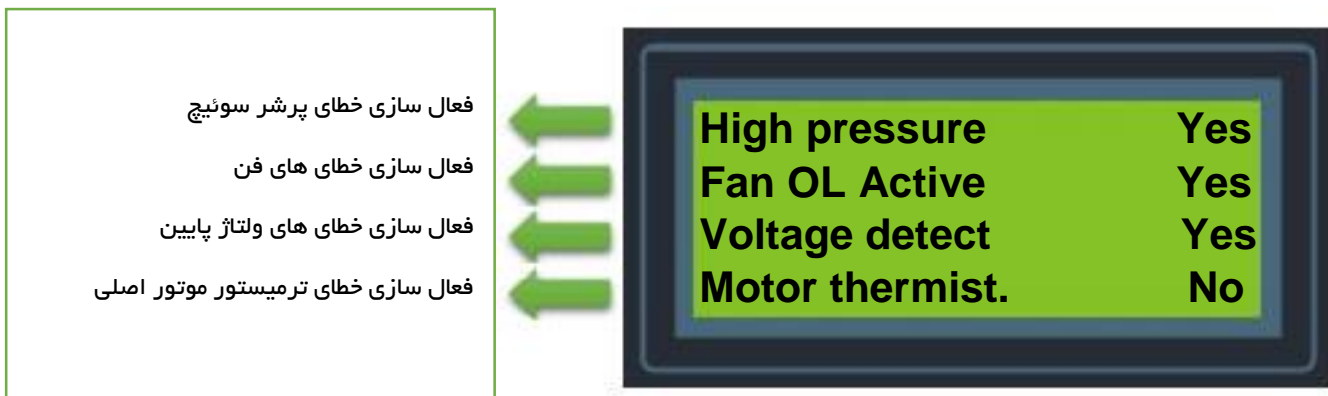 فعال سازی خطای پرشر سوئیچ
فعال سازی خطای های فن
فعال سازی خطای های ولتاژ پایین
فعال سازی خطای ترمیستور موتور اصلی
High pressure Yes
Fan OL Active Yes
Voltage detect Yes
Motor thermist. No